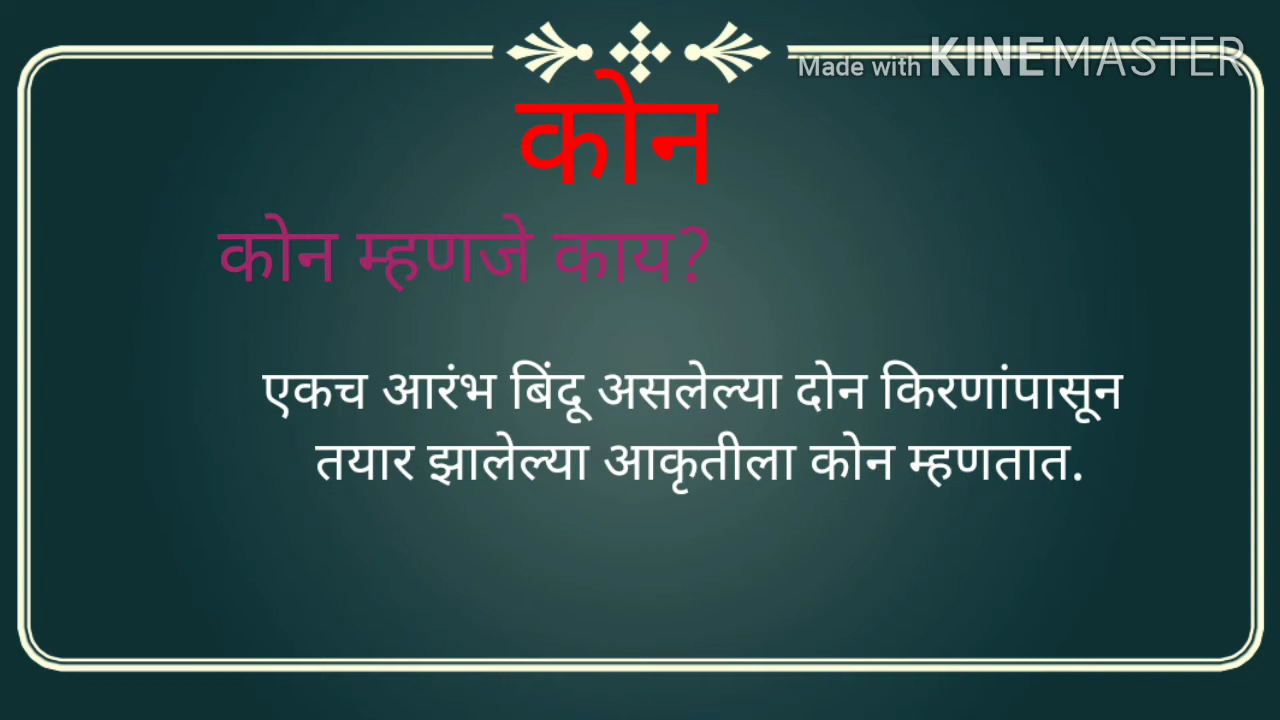 Made with KINEMASTER
कोन
कोन म्हणजे काय?
एकच आरंभ बिंदू असलेल्या दोन किरणांपासून
तयार झालेल्या आकृतीला कोन म्हणतात.